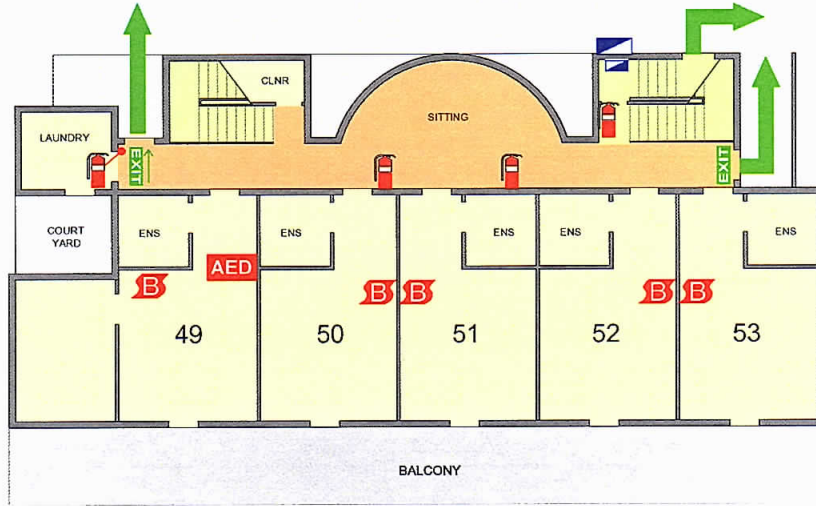 CLNR
SITTING
LAUNDRY
EXIT
EXIT
COURT
YARD
ENS
ENS
ENS
ENS
ENS
AED
B
B
B
B
B
49
50
51
52
53
BALCONY